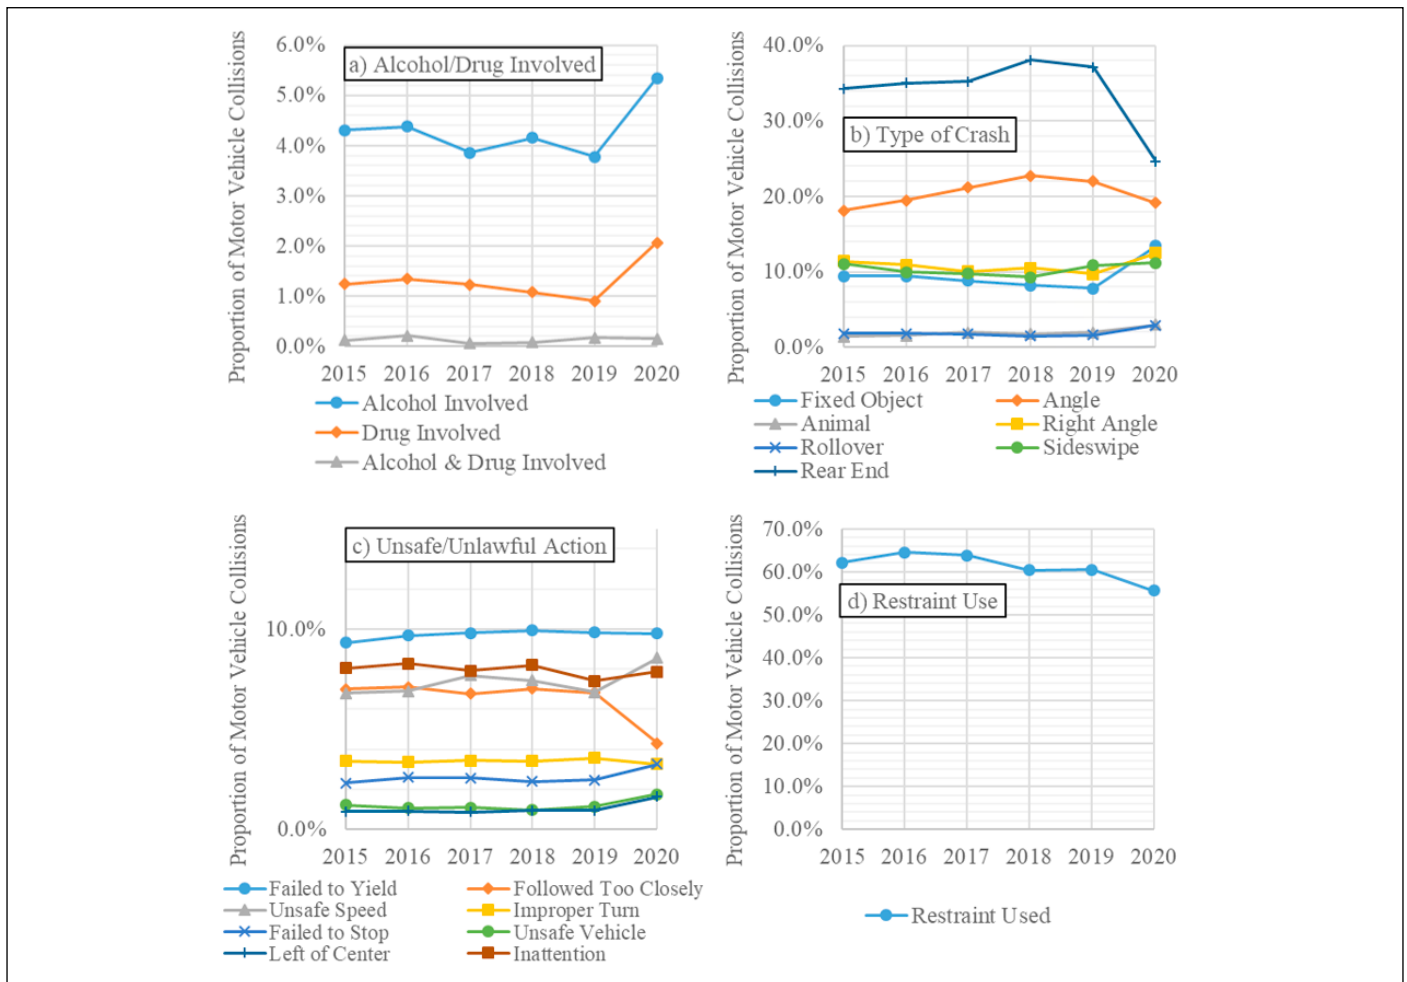 a) Alcohol/Drug Involved
Proportion of Motor Vehicle Collisions
6.0%
5.0%
4.0%
3.0%
2.0%
1.0%
0.0%
2015 2016 2017 2018 2019 2020
Alcohol Involved
Drug Involved
Alcohol & Drug Involved
b) Type of Crash
Proportion of Motor Vehicle Collisions
40.0%
30.0%
20.0%
10.0%
0.0%
2015 2016 2017 2018 2019 2020
Fixed Object Angle
Animal Right Angle
Rollover Sideswipe
Rear End
c) Unsafe/Unlawful Action
Proportion of Motor Vehicle Collisions
10.0%
0.0%
2015 2016 2017 2018 2019 2020
Failed to Yield Followed Too Closely
Unsafe Speed Improper Turn
Failed to Stop Unsafe Vehicle
Left of Center Inattention
d) Restraint Use
Proportion of Motor Vehicle Collisions
70.0%
60.0%
50.0%
40.0%
30.0%
20.0%
10.0%
0.0%
2015 2016 2017 2018 2019 2020
Restraint Used